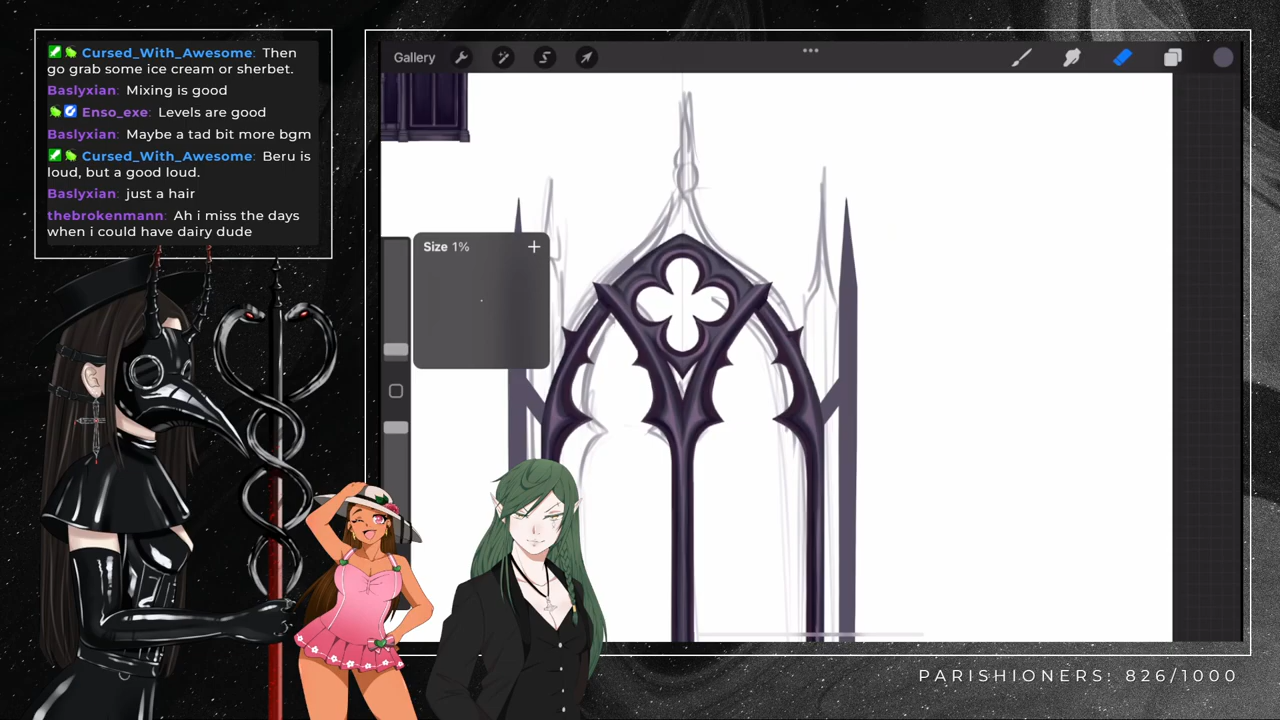 Cursed_With_Awesome: Then
go grab some ice cream or sherbet.
Baslyxian: Mixing is good
Enso_exe: Levels are good
Baslyxian: Maybe a tad bit more bgm
Cursed_With_Awesome: Beru is
loud, but a good loud.
Baslyxian: just a hair
thebrokenmann: Ah i miss the days
when i could have dairy dude
Gallery
Size 1%
PARISHIONERS: 826/1000